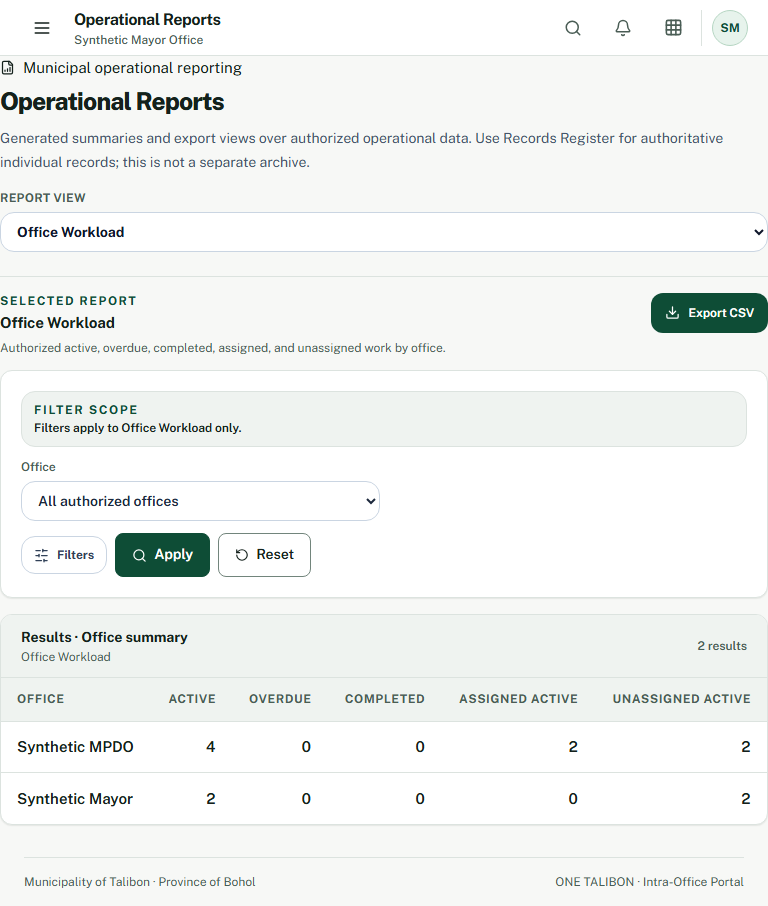 Operational Reports
Synthetic Mayor Office
SM
Municipal operational reporting
Operational Reports
Generated summaries and export views over authorized operational data. Use Records Register for authoritative
individual records; this is not a separate archive.
REPORT VIEW
Office Workload
SELECTED REPORT
Office Workload
Export CSV
Authorized active, overdue, completed, assigned, and unassigned work by office.
FILTER SCOPE
Filters apply to Office Workload only.
Office
All authorized offices
Filters Apply Reset
Results · Office summary
Office Workload
2 results
OFFICE ACTIVE OVERDUE COMPLETED ASSIGNED ACTIVE UNASSIGNED ACTIVE
Synthetic MPDO 4 0 0 2 2
Synthetic Mayor 2 0 0 0 2
Municipality of Talibon · Province of Bohol ONE TALIBON · Intra-Office Portal